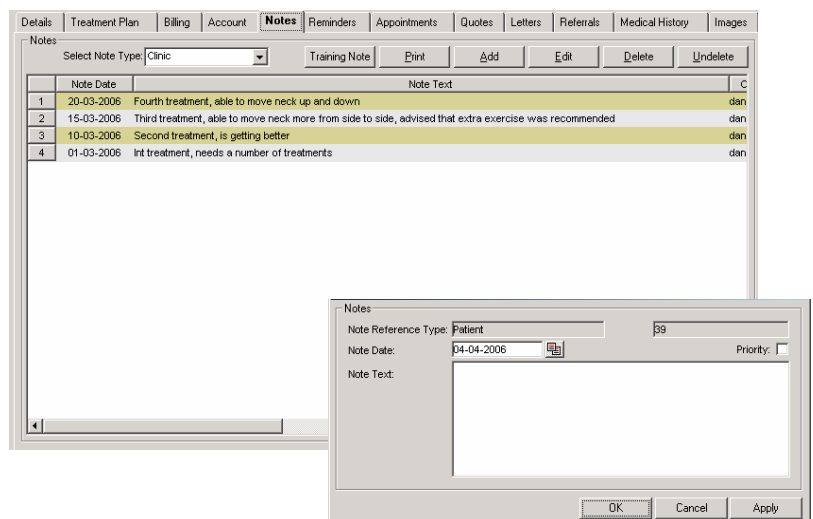 Details Treatment Plan Billing Account Notes Reminders Appointments Quotes Letters Referrals Medical History Images
Notes
Select Note Type: Clinic Training Note Print Add Edit Delete Undelete
Note Date Note Text C
1 20-03-2006 Fourth treatment, able to move neck up and down dan
2 15-03-2006 Third treatment, able to move neck more from side to side, advised that extra exercise was recommended dan
3 10-03-2006 Second treatment, is getting better dan
4 01-03-2006 Int treatment, needs a number of treatments dan
Notes
Note Reference Type: Patient 39
Note Date: 04-04-2006 Priority:
Note Text:
OK Cancel Apply